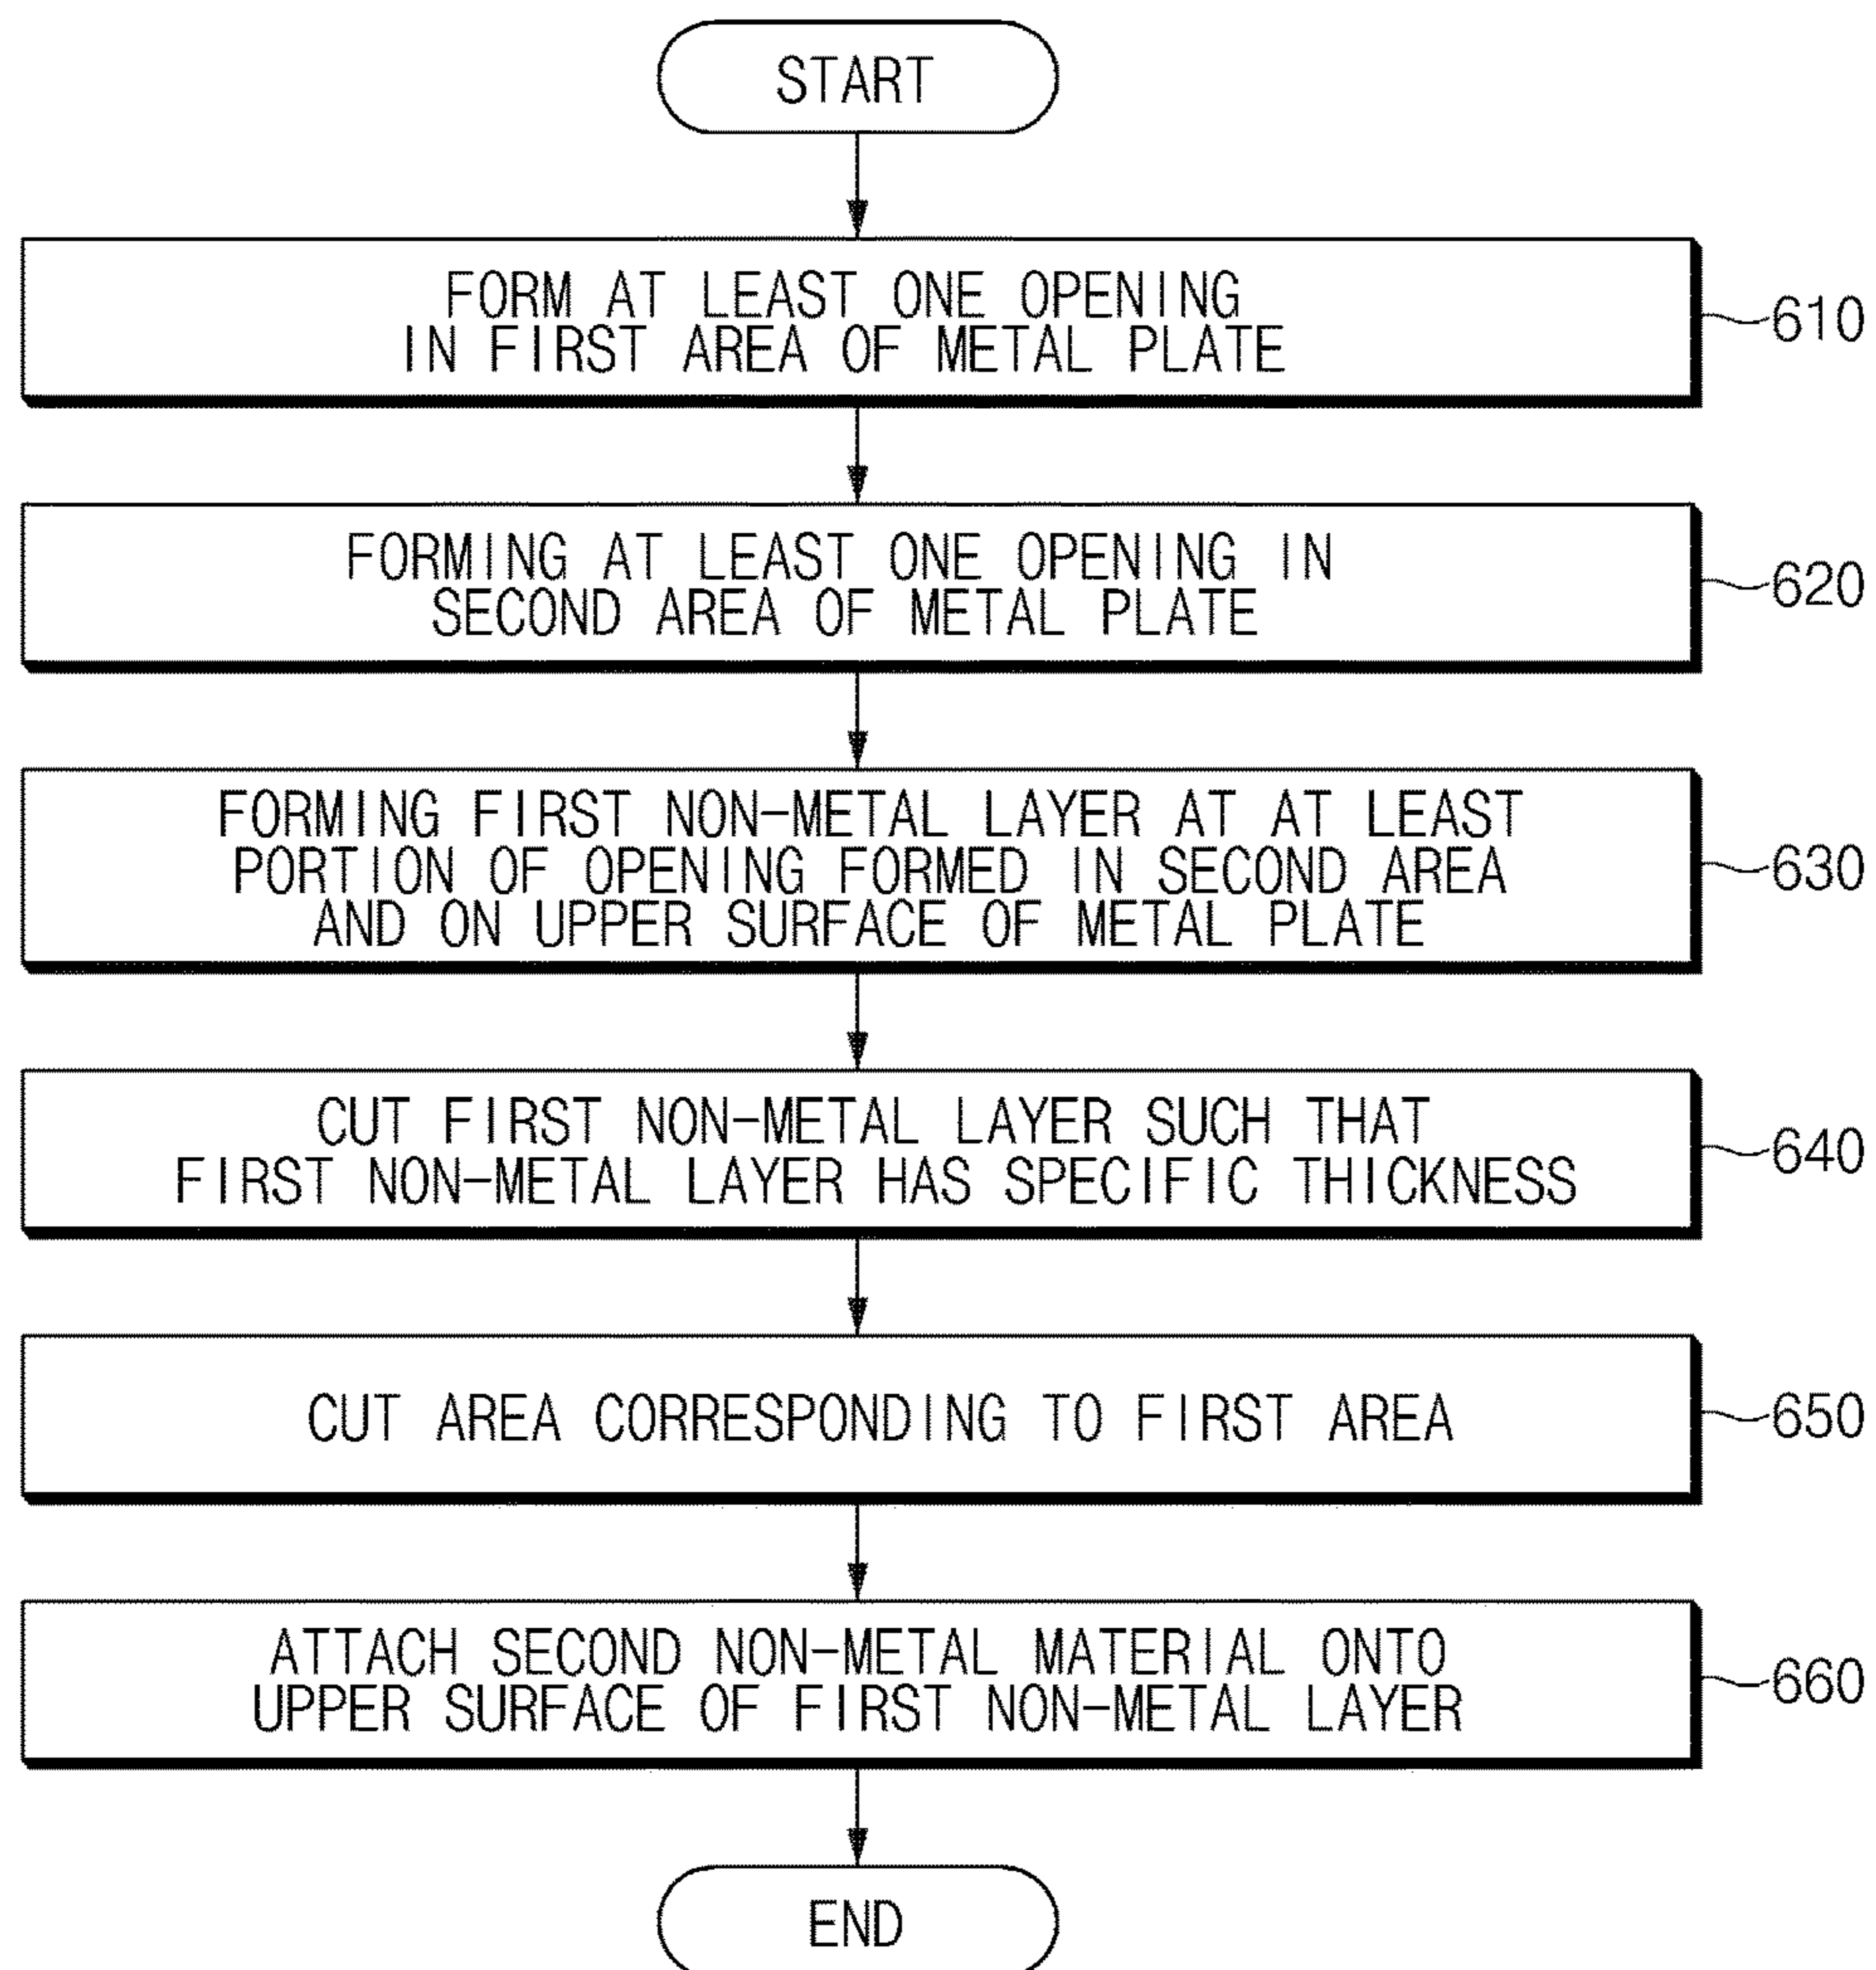 START
FORM AT LEAST ONE OPENING
IN FIRST AREA OF METAL PLATE
610
FORMING AT LEAST ONE OPENING IN
SECOND AREA OF METAL PLATE
620
FORMING FIRST NON-METAL LAYER AT AT LEAST
PORTION OF OPENING FORMED IN SECOND AREA
AND ON UPPER SURFACE OF METAL PLATE
630
CUT FIRST NON-METAL LAYER SUCH THAT
FIRST NON-METAL LAYER HAS SPECIFIC THICKNESS
640
CUT AREA CORRESPONDING TO FIRST AREA
650
ATTACH SECOND NON-METAL MATERIAL ONTO
UPPER SURFACE OF FIRST NON-METAL LAYER
660
END